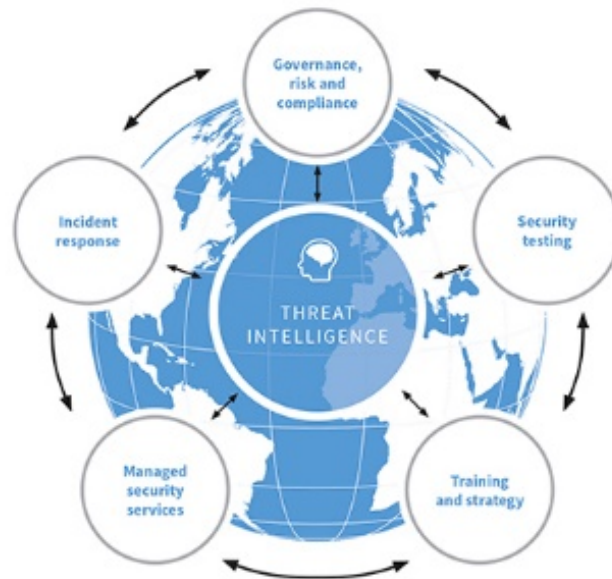 Governance,
risk and
compliance
Incident
response
Security
testing
THREAT
INTELLIGENCE
Managed
security
services
Training
and strategy